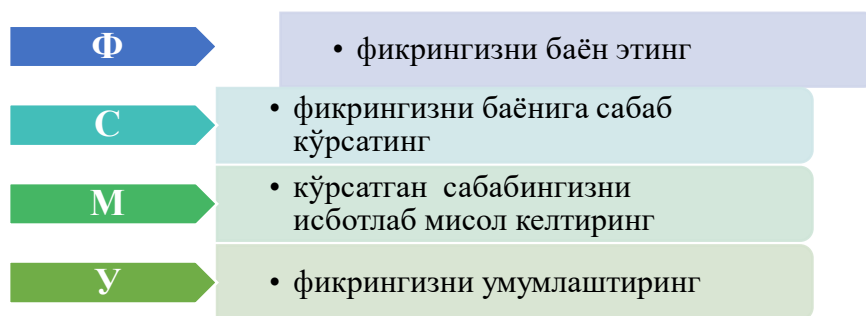 Ф
• фикрингизни баён этинг
С
• фикрингизни баёнига сабаб
кўрсатинг
М
• кўрсатган сабабингизни
исботлаб мисол келтиринг
У
• фикрингизни умумлаштиринг